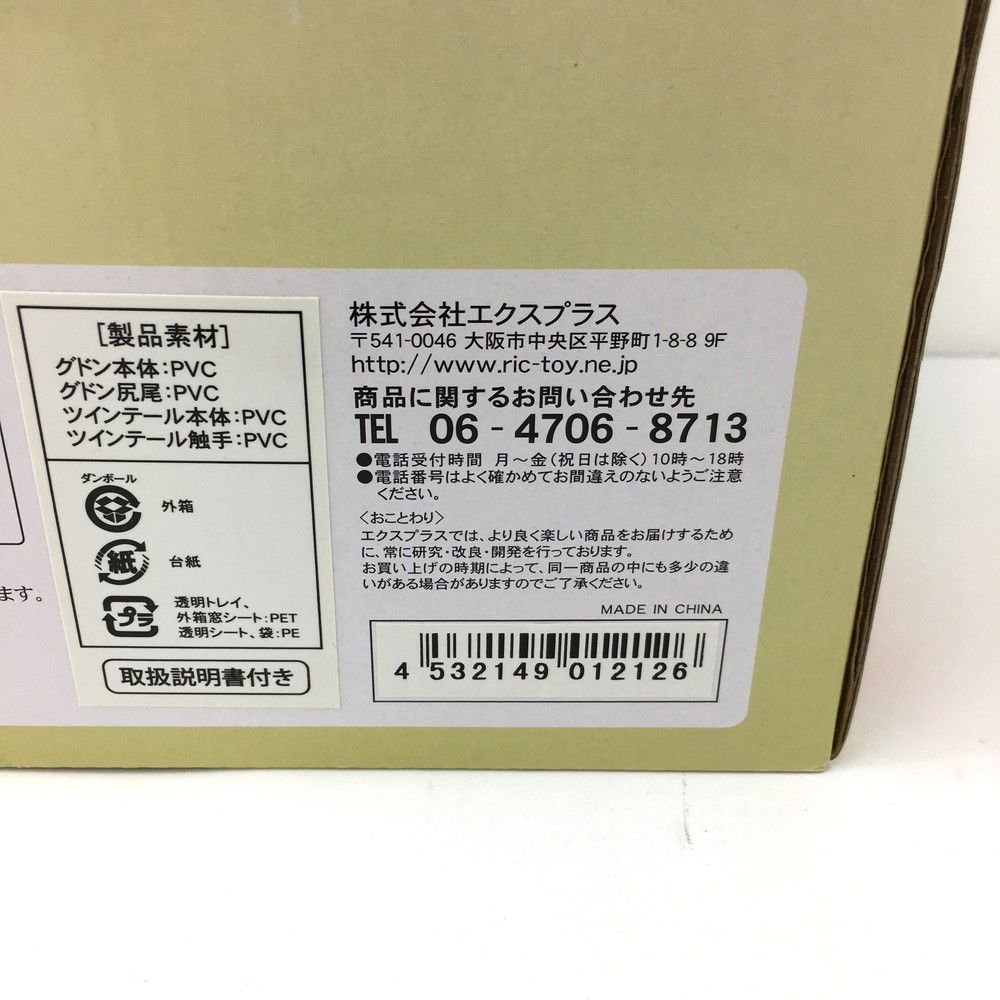 ます。
[製品素材]
グドン本体:PVC
グドン尻尾:PVC
ツインテール本体:PVC
ツインテール触手:PVC
ダンボール
外箱
紙
台紙
プラ
透明トレイ、
外箱窓シート:PET
透明シート、袋:PE
取扱説明書付き
株式会社エクスプラス
〒541-0046 大阪市中央区平野町1-8-8 9F
http://www.ric-toy.ne.jp
商品に関するお問い合わせ先
TEL 06-4706-8713
●電話受付時間 月~金(祝日は除く)10時~18時
●電話番号はよく確かめてお間違えのないようご注意
ください。
〈おことわり〉
エクスプラスでは、より良く楽しい商品をお届けするため
に、常に研究・改良・開発を行っております。
お買い上げの時期によって、同一商品の中にも多少の違
いがある場合がありますのでご了承ください。
MADE IN CHINA
4 532149 012126